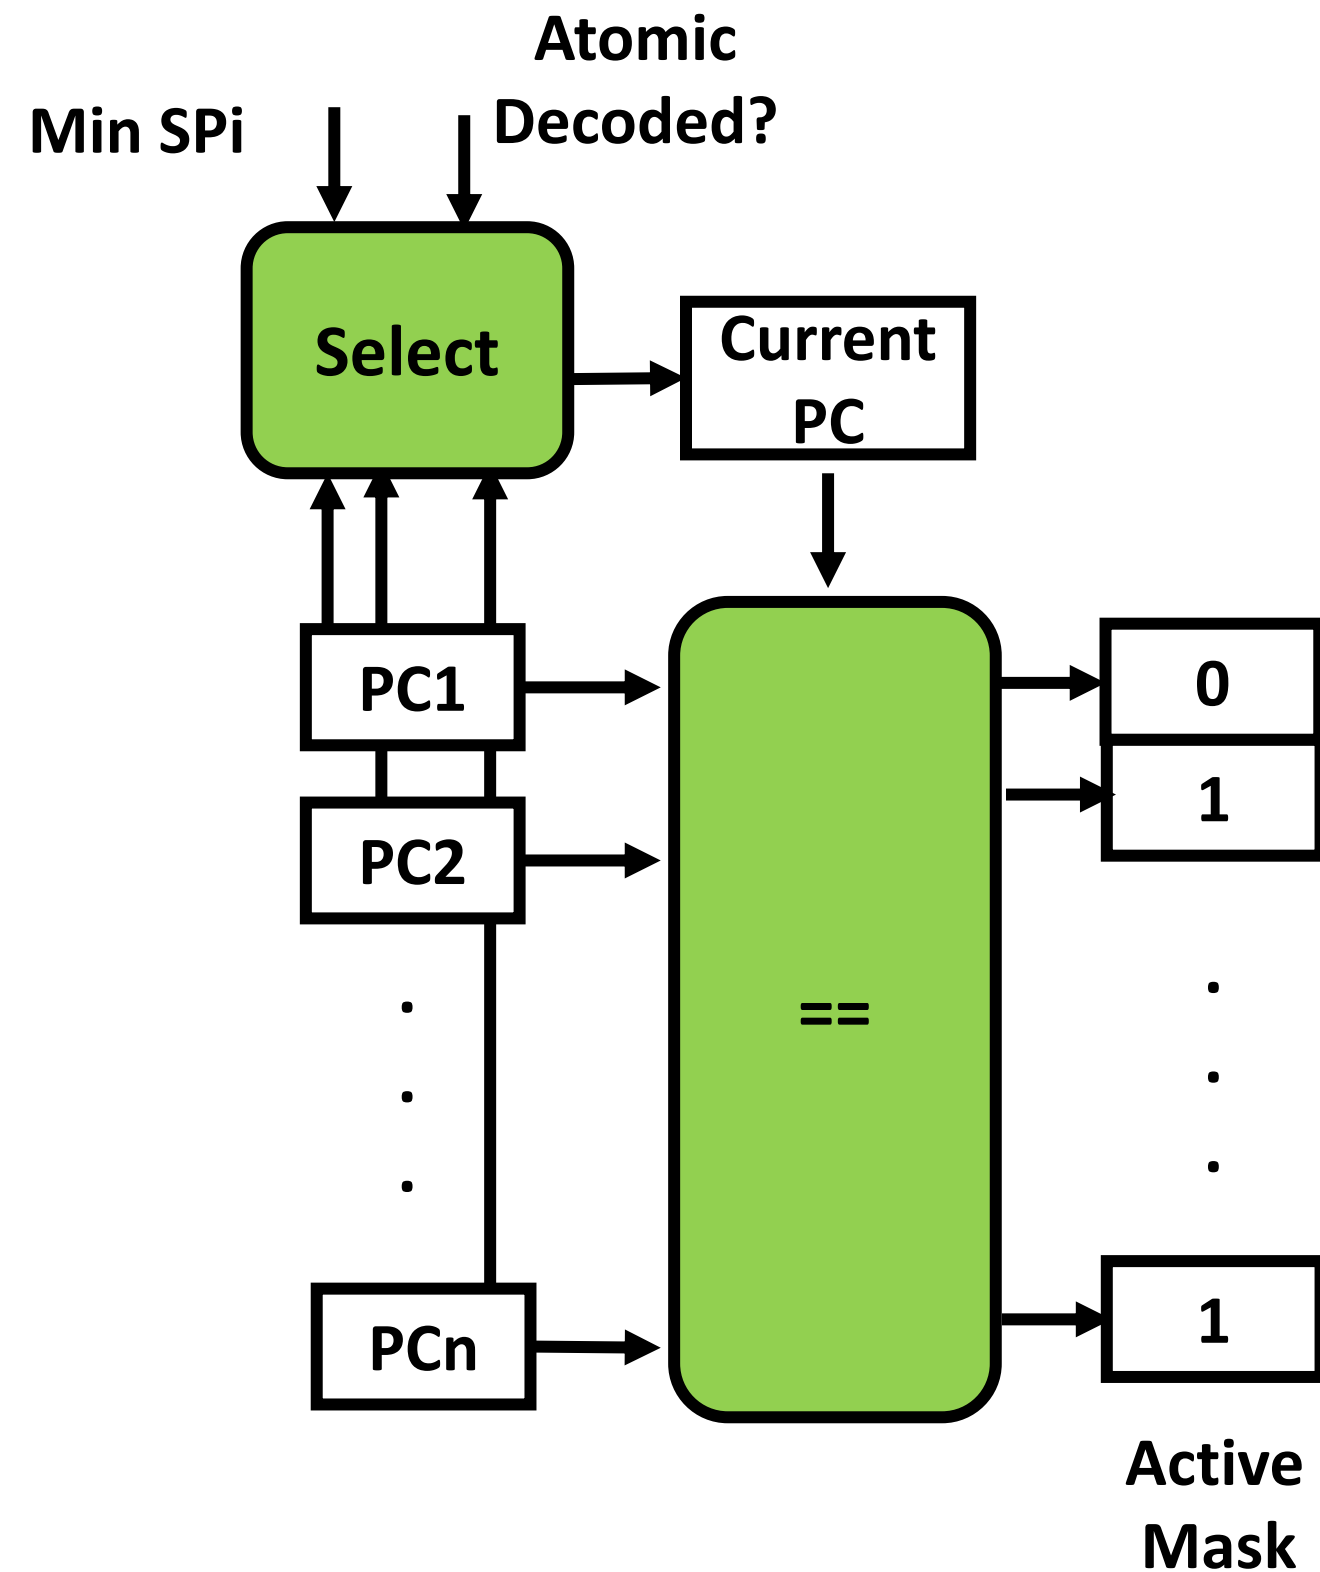 Atomic
Decoded?
Min SPi
Select
Current
PC
PC1
0
1
PC2
.
.
.
==
.
.
.
PCn
1
Active
Mask